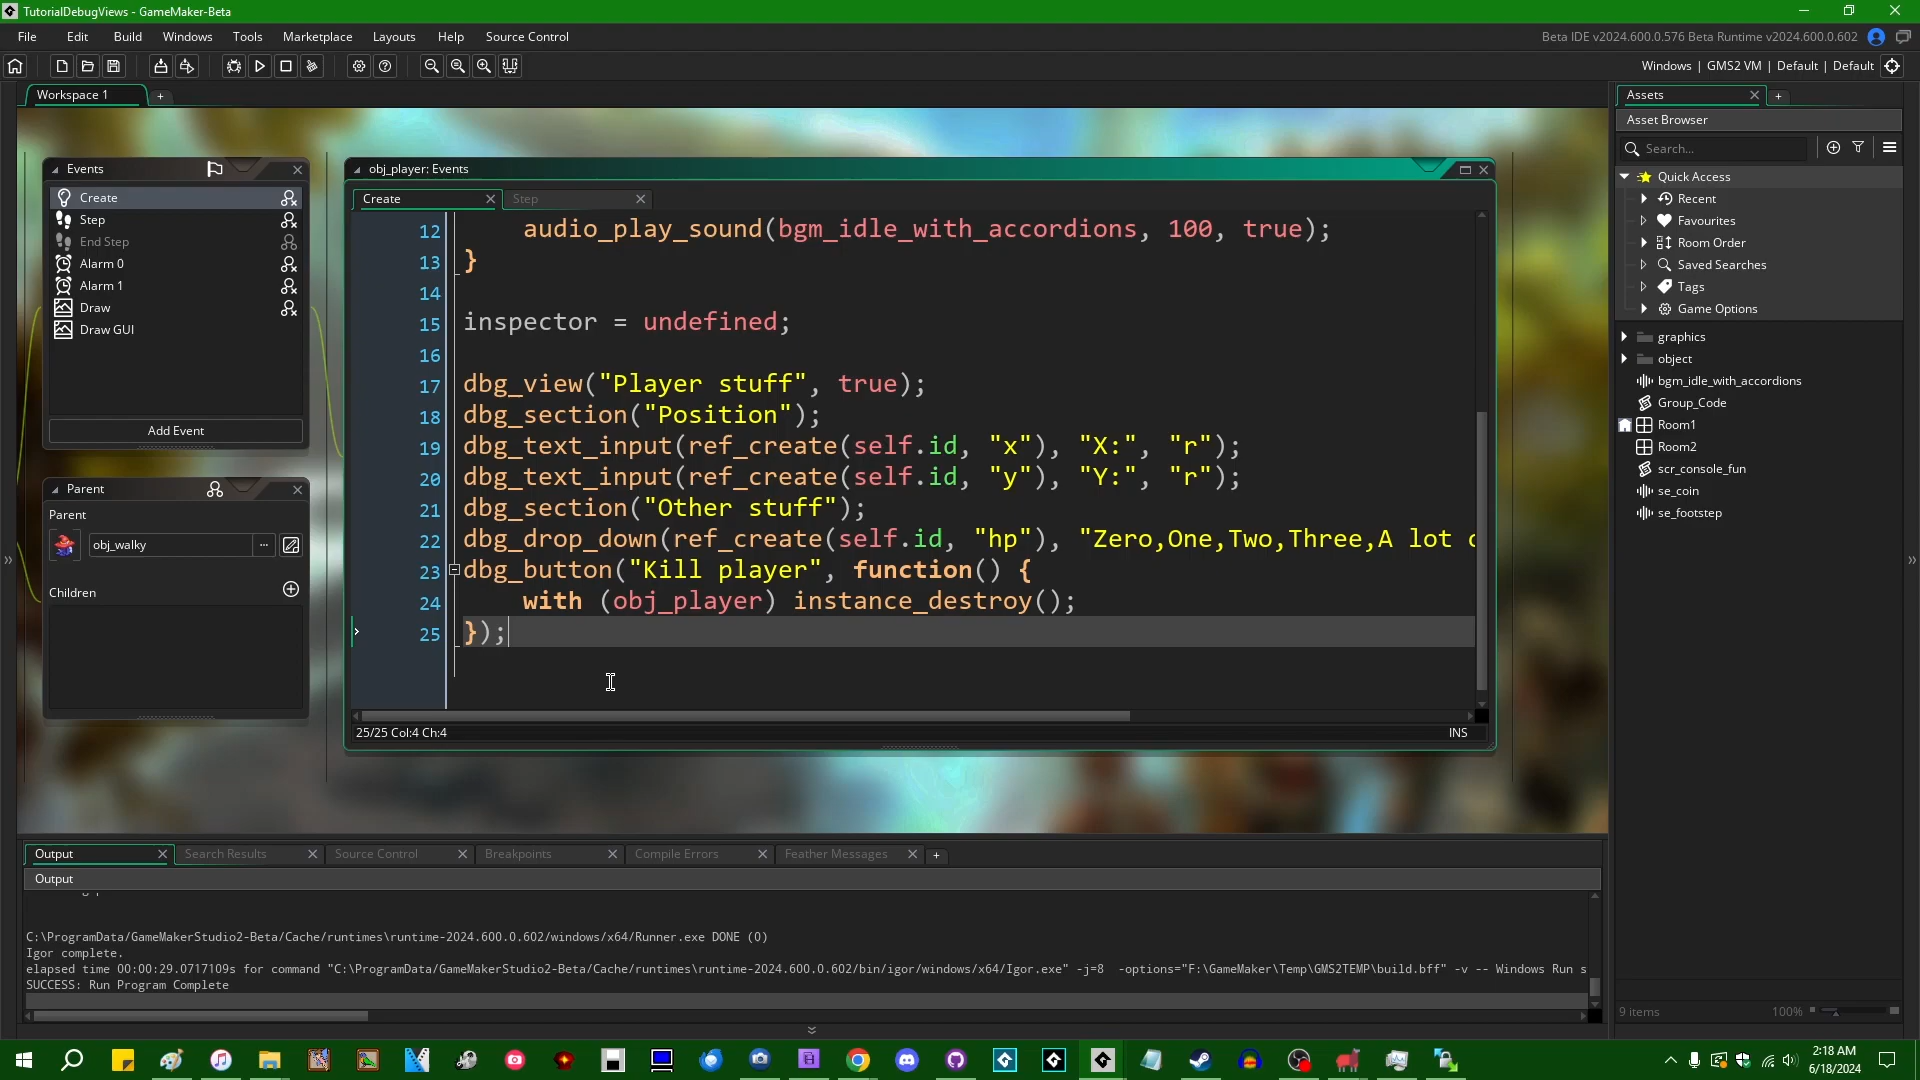 TutorialDebugViews - GameMaker-Beta
File Edit Build Windows Tools Marketplace Layouts Help Source Control
Beta IDE v2024.600.0.576 Beta Runtime v2024.600.0.602
Windows | GMS2 VM | Default | Default
Workspace 1
Events
Create
Step
End Step
Alarm 0
Alarm 1
Draw
Draw GUI
Add Event
Parent
Parent
obj_walky
Children
obj_player: Events
Create Step
12 audio_play_sound(bgm_idle_with_accordions, 100, true);
13 }
14
15 inspector = undefined;
16
17 dbg_view("Player stuff", true);
18 dbg_section("Position");
19 dbg_text_input(ref_create(self.id, "x"), "X:", "r");
20 dbg_text_input(ref_create(self.id, "y"), "Y:", "r");
21 dbg_section("Other stuff");
22 dbg_drop_down(ref_create(self.id, "hp"), "Zero,One,Two,Three,A lot
23 dbg_button("Kill player", function() {
24 with (obj_player) instance_destroy();
25 });
25/25 Col:4 Ch:4
INS
Assets
Asset Browser
Search...
Quick Access
Recent
Favourites
Room Order
Saved Searches
Tags
Game Options
graphics
object
bgm_idle_with_accordions
Group_Code
Room1
Room2
scr_console_fun
se_coin
se_footstep
9 items
100%
Output Search Results Source Control Breakpoints Compile Errors Feather Messages
Output
C:\ProgramData/GameMakerStudio2-Beta/Cache/runtimes\runtime-2024.600.0.602/windows/x64/Runner.exe DONE (0)
Igor complete.
elapsed time 00:00:29.0717109s for command "C:\ProgramData/GameMakerStudio2-Beta/Cache/runtimes\runtime-2024.600.0.602/bin/igor/windows/x64/Igor.exe" -j=8 -options="F:\GameMaker\Temp\GMS2TEMP\build.bff" -v -- Windows Run s
SUCCESS: Run Program Complete
2:18 AM
6/18/2024